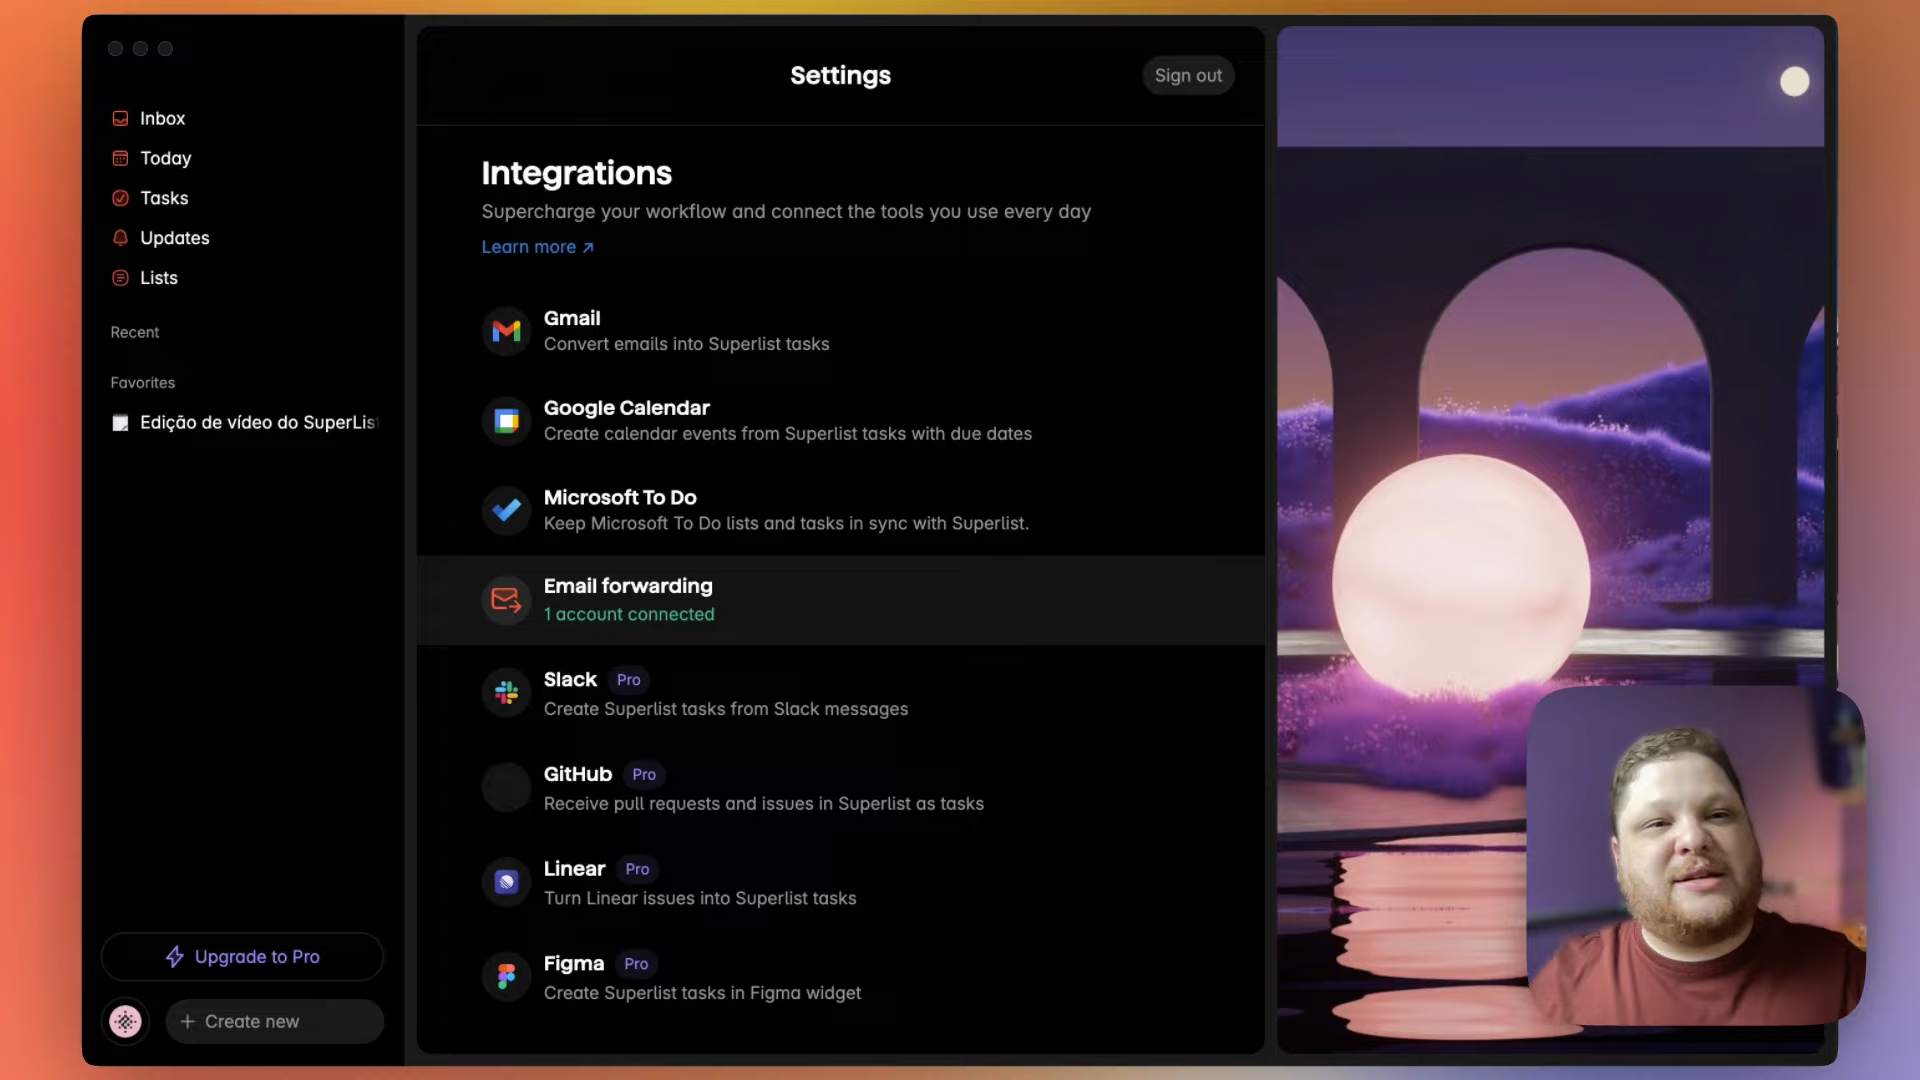 Inbox
Today
Tasks
Updates
Lists
Recent
Favorites
Edição de vídeo do SuperLis
Upgrade to Pro
Create new
Settings
Sign out
Integrations
Supercharge your workflow and connect the tools you use every day
Learn more ↗
Gmail
Convert emails into Superlist tasks
Google Calendar
Create calendar events from Superlist tasks with due dates
Microsoft To Do
Keep Microsoft To Do lists and tasks in sync with Superlist.
Email forwarding
1 account connected
Slack Pro
Create Superlist tasks from Slack messages
GitHub Pro
Receive pull requests and issues in Superlist as tasks
Linear Pro
Turn Linear issues into Superlist tasks
Figma Pro
Create Superlist tasks in Figma widget